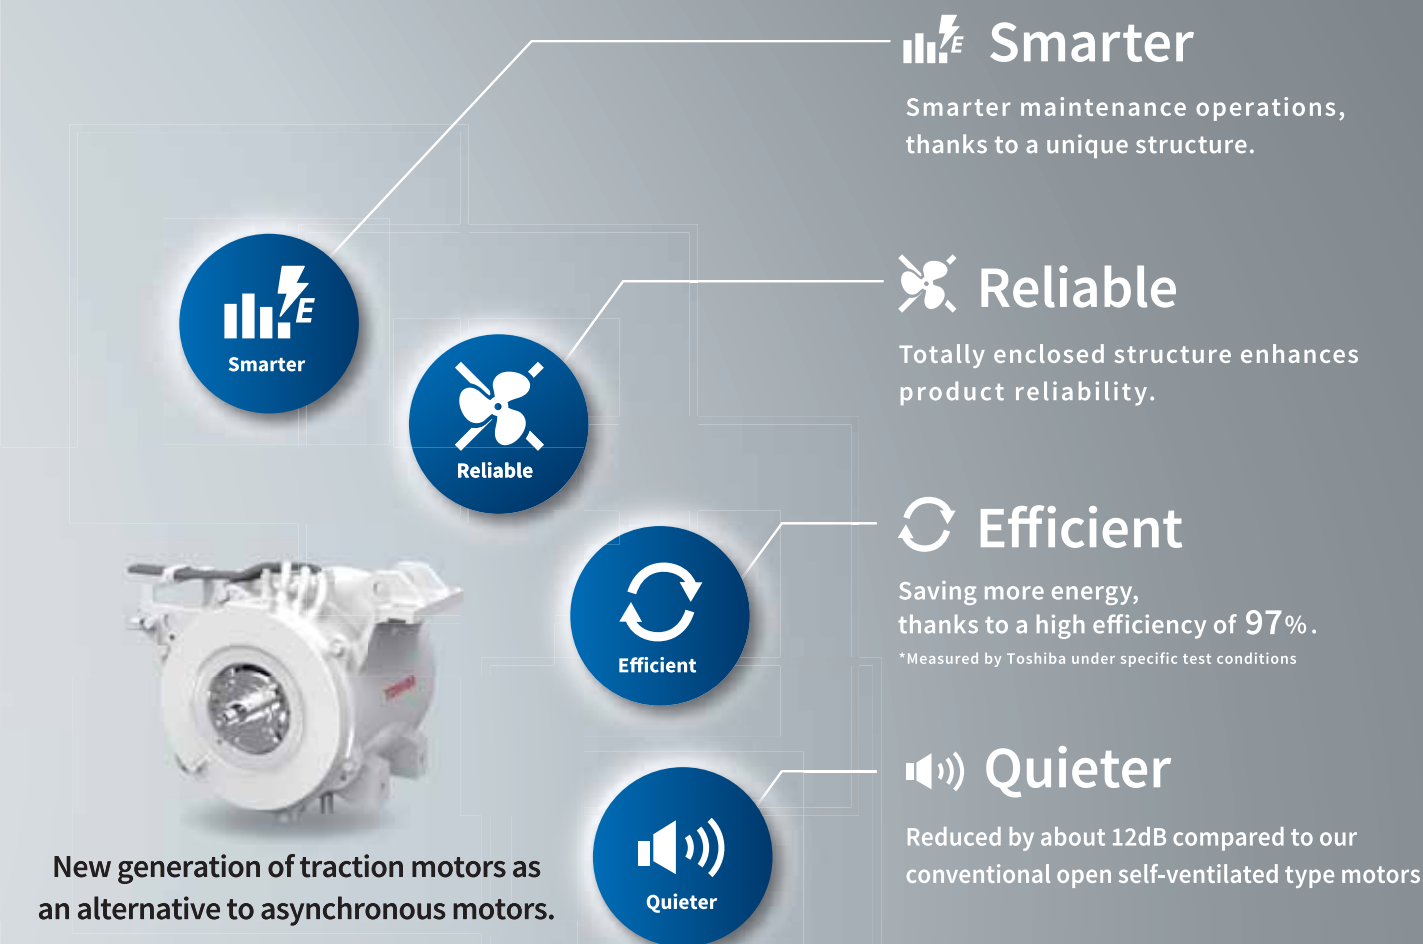 Smarter
Smarter maintenance operations,
thanks to a unique structure.
Smarter
Reliable
Totally enclosed structure enhances
product reliability.
Reliable
Efficient
Saving more energy,
thanks to a high efficiency of 97%.
*Measured by Toshiba under specific test conditions
Efficient
TOSHIBA
Quieter
Reduced by about 12dB compared to our
conventional open self-ventilated type motors
Quieter
New generation of traction motors as
an alternative to asynchronous motors.